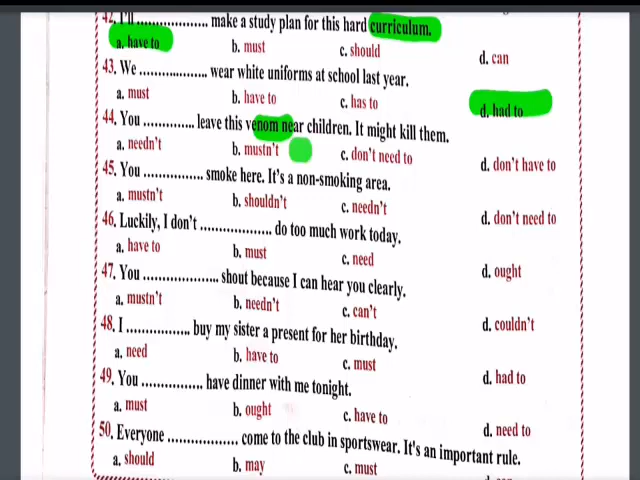 42. I'll .................... make a study plan for this hard curriculum.
a. have to b. must c. should d. can
43. We .................. wear white uniforms at school last year.
a. must b. have to c. has to d. had to
44. You .............. leave this venom near children. It might kill them.
a. needn't b. mustn't c. don't need to d. don't have to
45. You ................ smoke here. It's a non-smoking area.
a. mustn't b. shouldn't c. needn't d. don't need to
46. Luckily, I don't ................... do too much work today.
a. have to b. must c. need d. ought
47. You .................... shout because I can hear you clearly.
a. mustn't b. needn't c. can't d. couldn't
48. I ................. buy my sister a present for her birthday.
a. need b. have to c. must d. had to
49. You ................ have dinner with me tonight.
a. must b. ought c. have to d. need to
50. Everyone ................... come to the club in sportswear. It's an important rule.
a. should b. may c. must